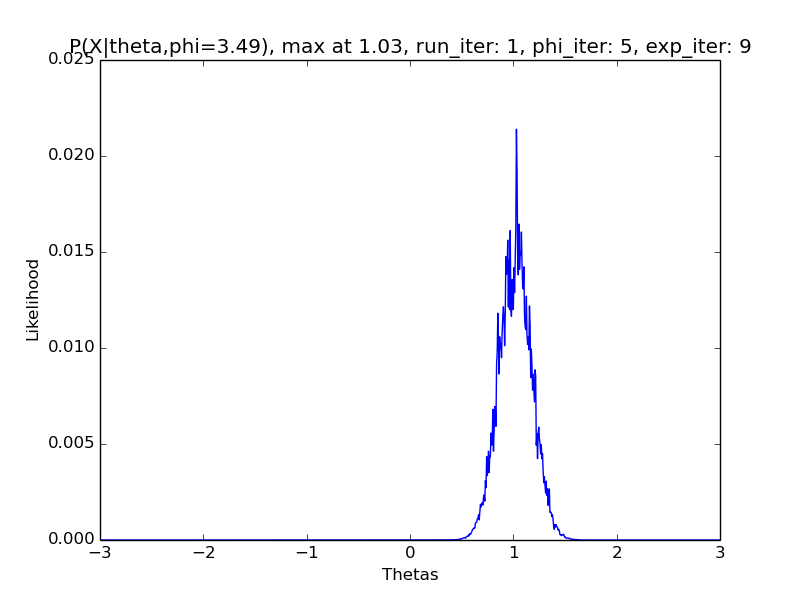 P(X|theta,phi=3.49), max at 1.03, run_iter: 1, phi_iter: 5, exp_iter: 9
0.025
0.020
0.015
0.010
0.005
0.000
Likelihood
−3 −2 −1 0 1 2 3
Thetas